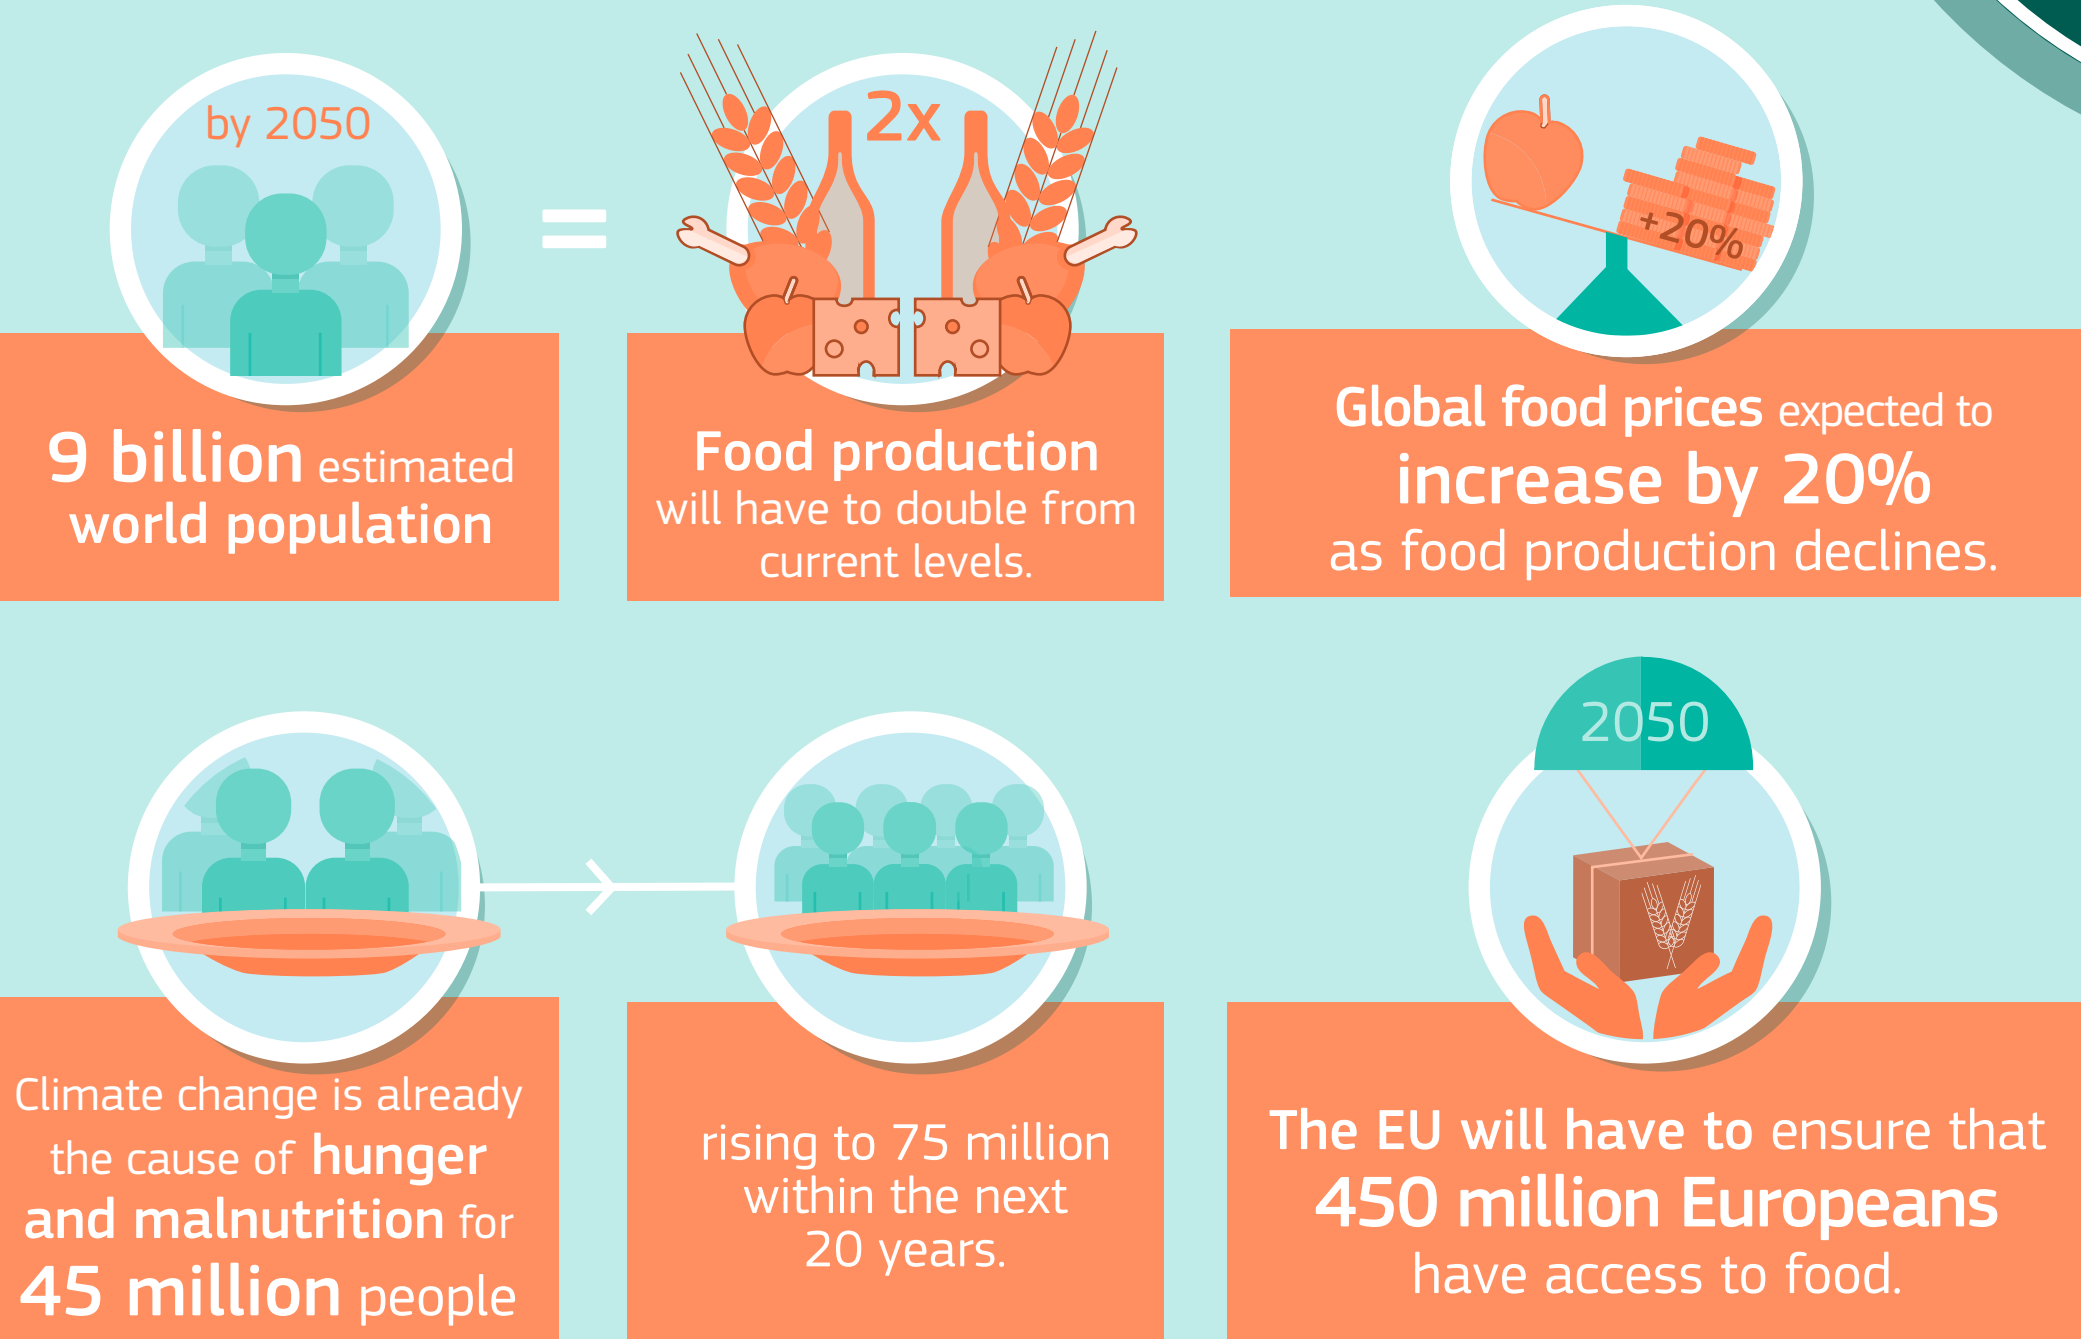 by 2050
9 billion estimated
world population
=
2x
Food production
will have to double from
current levels.
+20%
Global food prices expected to
increase by 20%
as food production declines.
Climate change is already
the cause of hunger
and malnutrition for
45 million people
rising to 75 million
within the next
20 years.
2050
The EU will have to ensure that
450 million Europeans
have access to food.